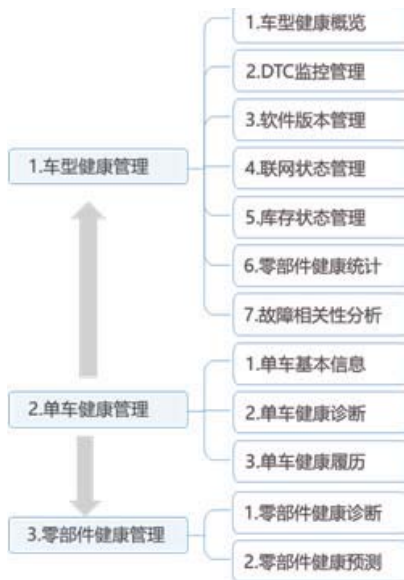 1.车型健康管理
1.车型健康概览
2.DTC监控管理
3.软件版本管理
4.联网状态管理
5.库存状态管理
6.零部件健康统计
7.故障相关性分析
2.单车健康管理
1.单车基本信息
2.单车健康诊断
3.单车健康履历
3.零部件健康管理
1.零部件健康诊断
2.零部件健康预测